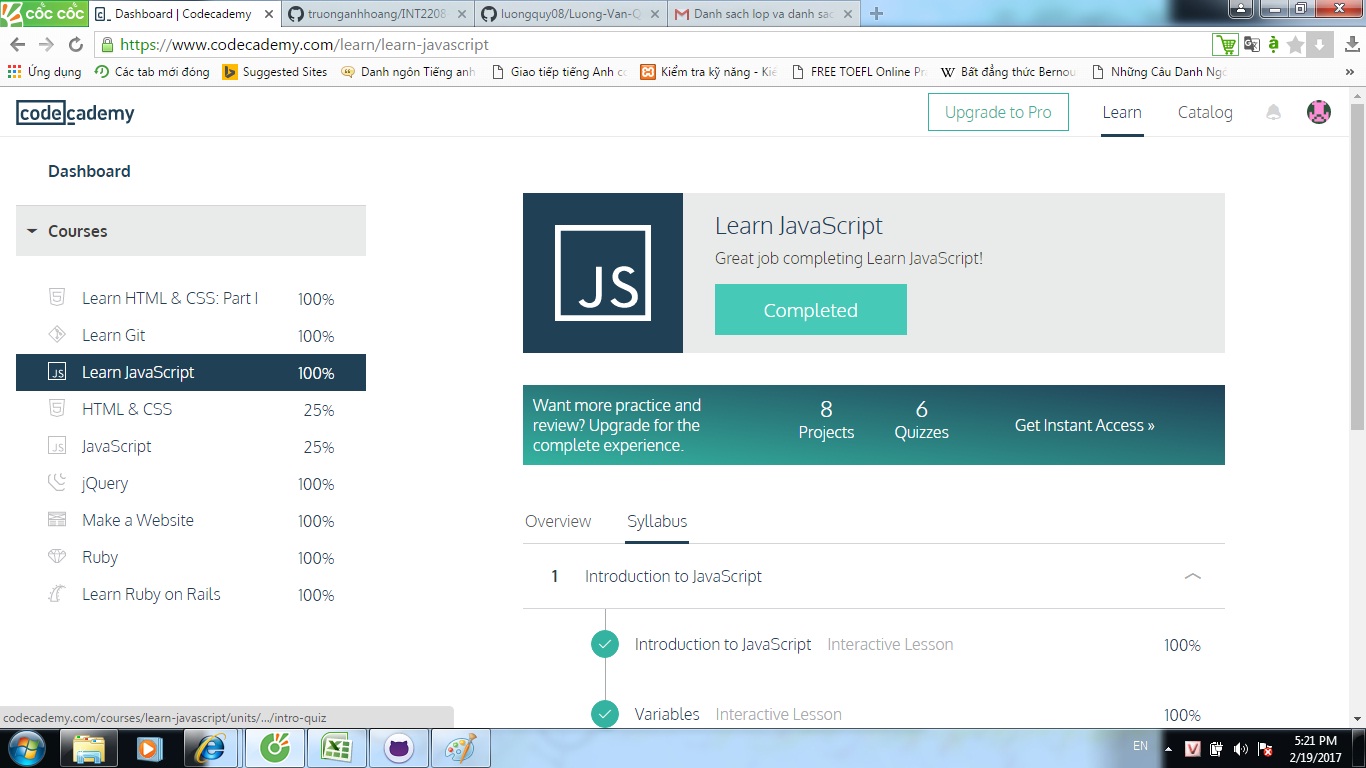 cốc cốc
Dashboard | Codecademy
truonganhhoang/INT2208
luongquy08/Luong-Van-Q
Danh sach lop va danh sac
https://www.codecademy.com/learn/learn-javascript
Ứng dụng
Các tab mới đóng
Suggested Sites
Danh ngôn Tiếng anh
Giao tiếp tiếng Anh cơ
Kiểm tra kỹ năng - Kiể
FREE TOEFL Online Pra
Bất đẳng thức Bernou
Những Câu Danh Ngô
»
codecademy
Upgrade to Pro
Learn
Catalog
Dashboard
Courses
Learn HTML & CSS: Part I 100%
Learn Git 100%
JS Learn JavaScript 100%
HTML & CSS 25%
JS JavaScript 25%
jQuery 100%
Make a Website 100%
Ruby 100%
Learn Ruby on Rails 100%
JS
Learn JavaScript
Great job completing Learn JavaScript!
Completed
Want more practice and
review? Upgrade for the
complete experience.
8
Projects
6
Quizzes
Get Instant Access »
Overview
Syllabus
1 Introduction to JavaScript
Introduction to JavaScript Interactive Lesson 100%
Variables Interactive Lesson 100%
codecademy.com/courses/learn-javascript/units/.../intro-quiz
EN
5:21 PM
2/19/2017